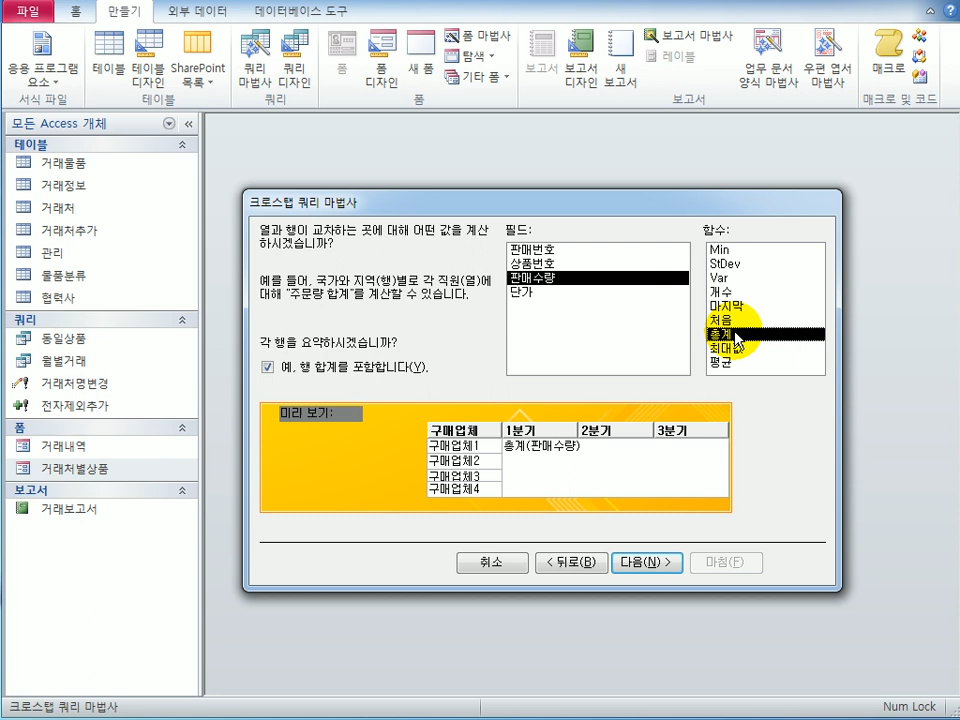 파일
홈
만들기
외부 데이터
데이터베이스 도구
응용 프로그램
요소
서식 파일
테이블
테이블
디자인
SharePoint
목록
테이블
쿼리
마법사
쿼리
디자인
쿼리
폼
폼
디자인
새 폼
폼 마법사
탐색
기타 폼
폼
보고서
보고서
디자인
새
보고서
보고서 마법사
레이블
업무 문서
양식 마법사
우편 엽서
마법사
보고서
매크로
매크로 및 코드
모든 Access 개체
테이블
거래물품
거래정보
거래처
거래처추가
관리
물품분류
협력사
쿼리
동일상품
월별거래
거래처명변경
전자제외추가
폼
거래내역
거래처별상품
보고서
거래보고서
크로스탭 쿼리 마법사
열과 행이 교차하는 곳에 대해 어떤 값을 계산
하시겠습니까?
예를 들어, 국가와 지역(행)별로 각 직원(열)에
대해 "주문량 합계"를 계산할 수 있습니다.
각 행을 요약하시겠습니까?
예, 행 합계를 포함합니다(Y).
필드:
판매번호
상품번호
판매수량
단가
함수:
Min
StDev
Var
개수
마지막
처음
총계
최대값
평균
미리 보기:
구매업체 1분기 2분기 3분기
구매업체1 총계(판매수량)
구매업체2
구매업체3
구매업체4
취소
< 뒤로(B)
다음(N) >
마침(F)
크로스탭 쿼리 마법사
Num Lock